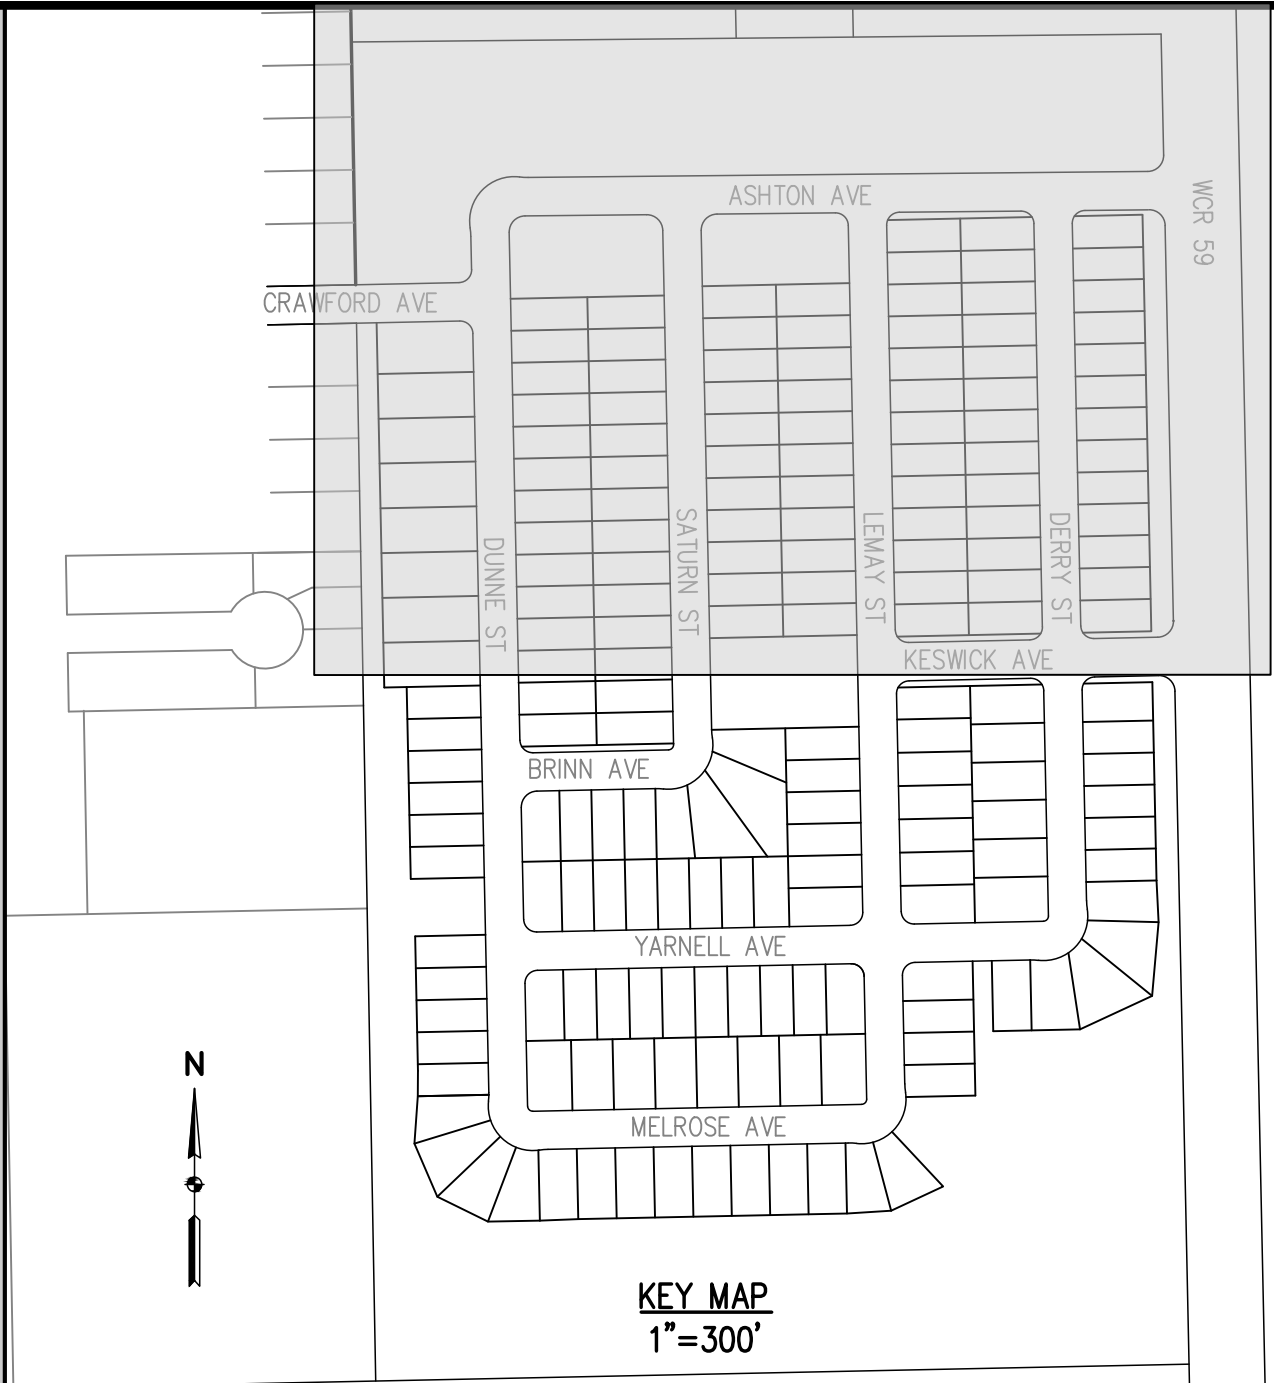 ASHTON AVE
WCR 59
CRAWFORD AVE
SATURN ST
LEMAY ST
DERRY ST
DUNNE ST
KESWICK AVE
BRINN AVE
YARNELL AVE
N
MELROSE AVE
KEY MAP
1"=300'